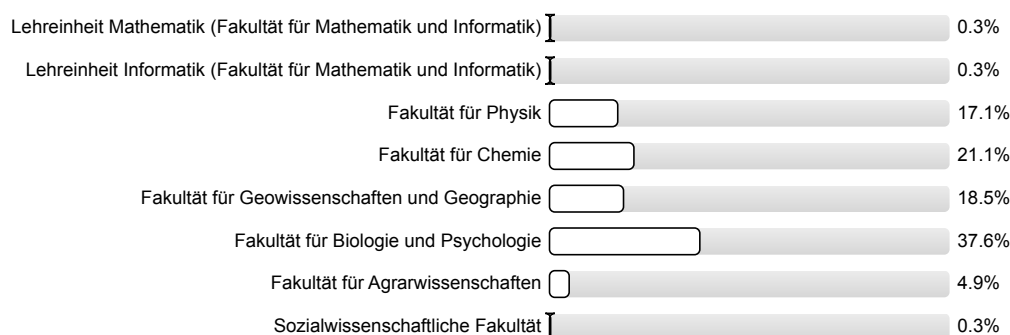 Lehreinheit Mathematik (Fakultät für Mathematik und Informatik) 0.3%
Lehreinheit Informatik (Fakultät für Mathematik und Informatik) 0.3%
Fakultät für Physik 17.1%
Fakultät für Chemie 21.1%
Fakultät für Geowissenschaften und Geographie 18.5%
Fakultät für Biologie und Psychologie 37.6%
Fakultät für Agrarwissenschaften 4.9%
Sozialwissenschaftliche Fakultät 0.3%